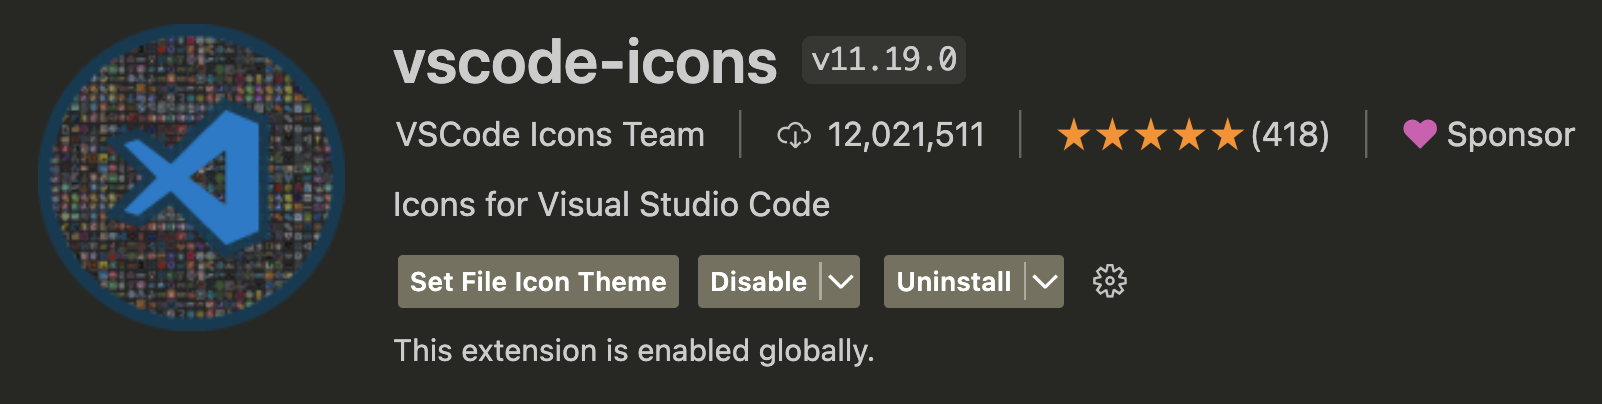 vscode-icons v11.19.0
VSCode Icons Team 12,021,511 (418) Sponsor
Icons for Visual Studio Code
Set File Icon Theme Disable Uninstall
This extension is enabled globally.